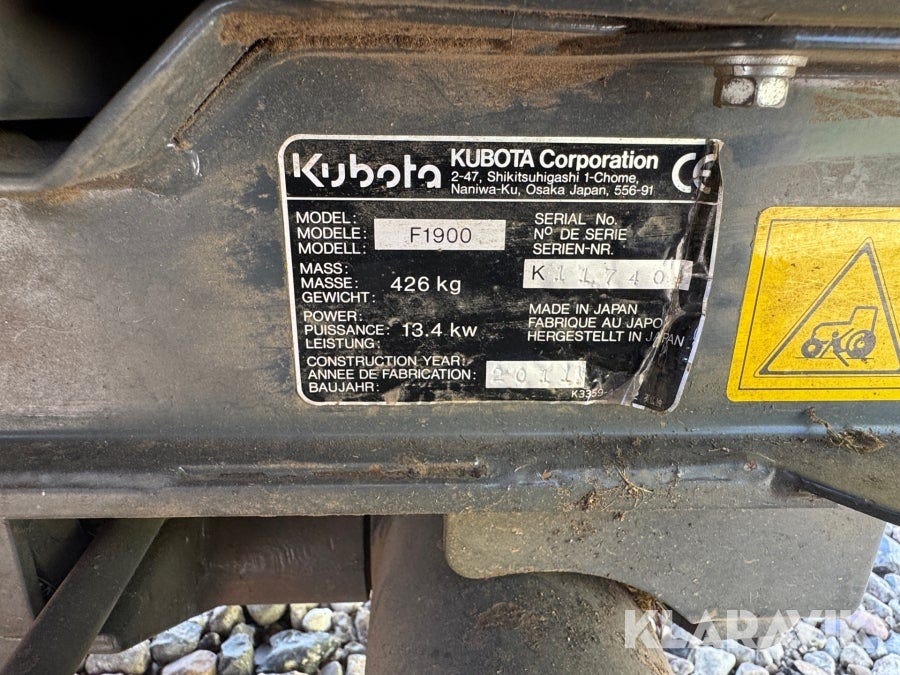 Kubota
KUBOTA Corporation
2-47, Shikitsuhigashi 1-Chome,
Naniwa-Ku, Osaka Japan, 556-91
CE
MODEL:
MODELE:
MODELL:
F1900
SERIAL No.
Nº DE SERIE
SERIEN-NR.
K11740
MASS:
MASSE:
GEWICHT:
426 kg
POWER:
PUISSANCE:
LEISTUNG:
13.4 kw
MADE IN JAPAN
FABRIQUE AU JAPO
HERGESTELLT IN JAPAN
CONSTRUCTION YEAR:
ANNEE DE FABRICATION:
BAUJAHR:
2011
K3359
KLARAVIK